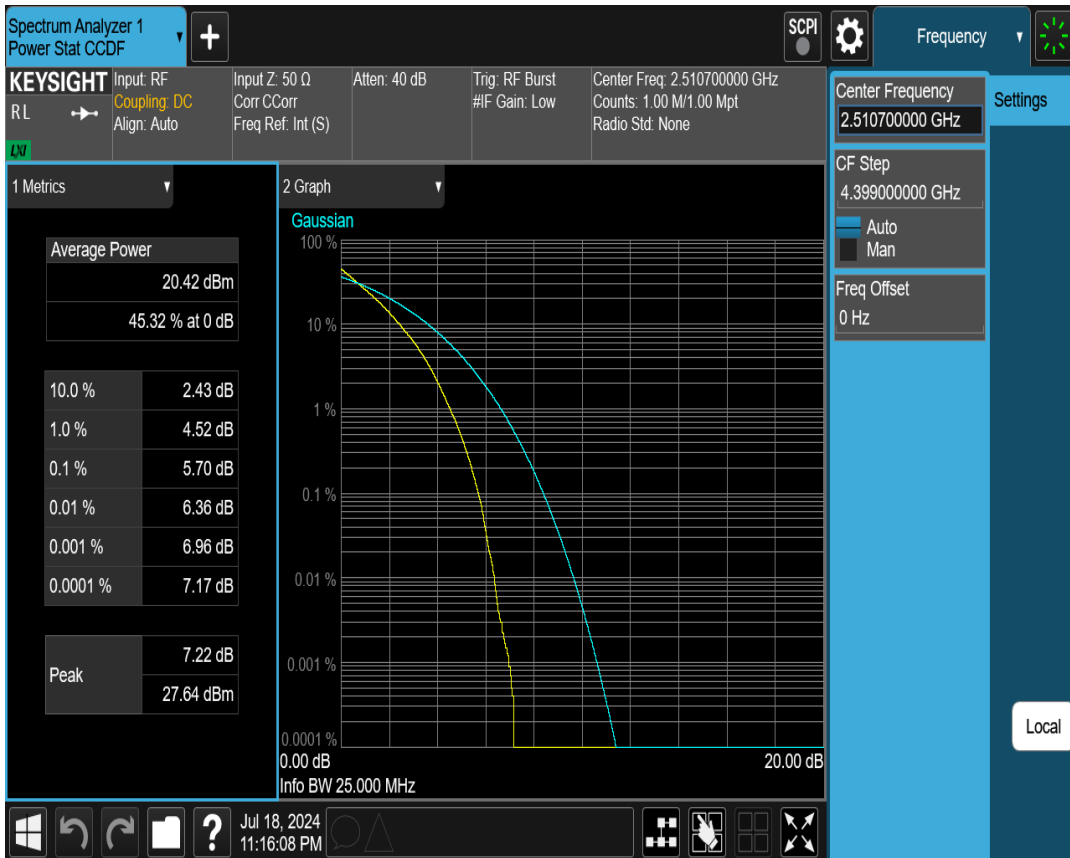 Spectrum Analyzer 1
Power Stat CCDF
+
SCPI
Frequency
KEYSIGHT
RL
LXI
Input: RF
Coupling: DC
Align: Auto
Input Z: 50 Ω
Corr CCorr
Freq Ref: Int (S)
Atten: 40 dB
Trig: RF Burst
#IF Gain: Low
Center Freq: 2.510700000 GHz
Counts: 1.00 M/1.00 Mpt
Radio Std: None
Center Frequency
2.510700000 GHz
Settings
CF Step
4.399000000 GHz
Auto
Man
Freq Offset
0 Hz
1 Metrics
Average Power
20.42 dBm
45.32 % at 0 dB
10.0 % 2.43 dB
1.0 % 4.52 dB
0.1 % 5.70 dB
0.01 % 6.36 dB
0.001 % 6.96 dB
0.0001 % 7.17 dB
Peak
7.22 dB
27.64 dBm
2 Graph
Gaussian
100 %
10 %
1 %
0.1 %
0.01 %
0.001 %
0.0001 %
0.00 dB 20.00 dB
Info BW 25.000 MHz
Local
?
Jul 18, 2024
11:16:08 PM